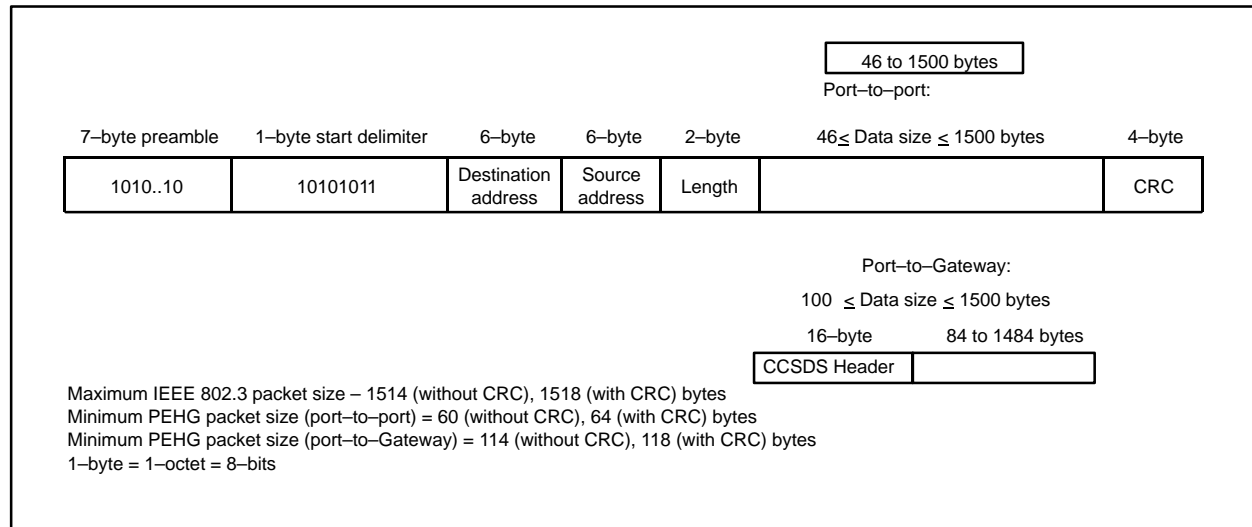 46 to 1500 bytes
Port–to–port:
7–byte preamble 1–byte start delimiter 6–byte 6–byte 2–byte 46≤ Data size ≤ 1500 bytes 4–byte
1010..10 10101011 Destination address Source address Length CRC
Port–to–Gateway:
100 ≤ Data size ≤ 1500 bytes
16–byte 84 to 1484 bytes
CCSDS Header
Maximum IEEE 802.3 packet size – 1514 (without CRC), 1518 (with CRC) bytes
Minimum PEHG packet size (port–to–port) = 60 (without CRC), 64 (with CRC) bytes
Minimum PEHG packet size (port–to–Gateway) = 114 (without CRC), 118 (with CRC) bytes
1–byte = 1–octet = 8–bits